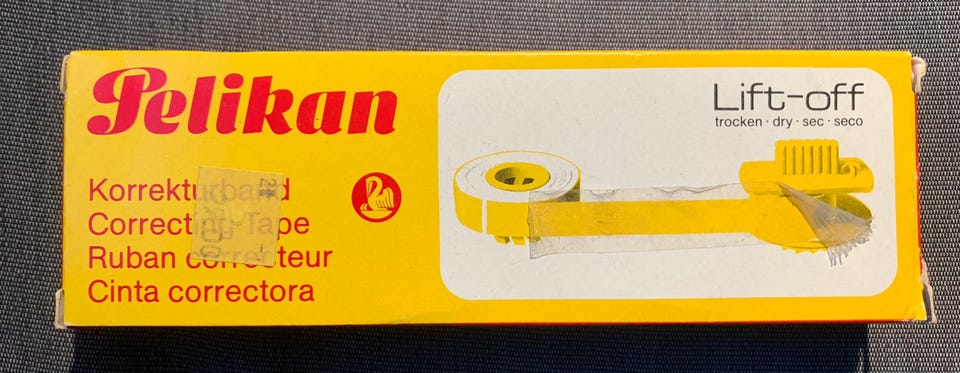 Pelikan
Korrekturband
Correcting Tape
Ruban correcteur
Cinta correctora
Lift-off
trocken · dry · sec · seco